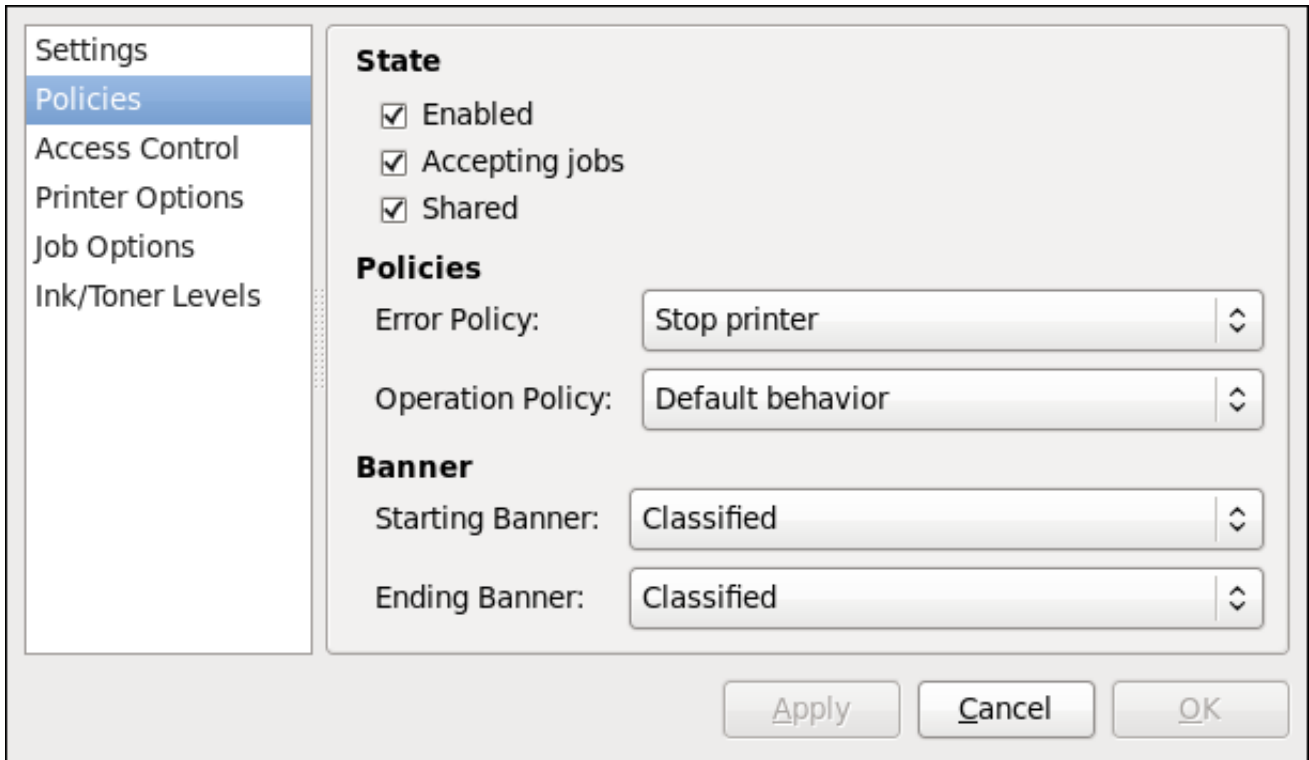 Settings
Policies
Access Control
Printer Options
Job Options
Ink/Toner Levels
State
Enabled
Accepting jobs
Shared
Policies
Error Policy: Stop printer
Operation Policy: Default behavior
Banner
Starting Banner: Classified
Ending Banner: Classified
Apply Cancel OK